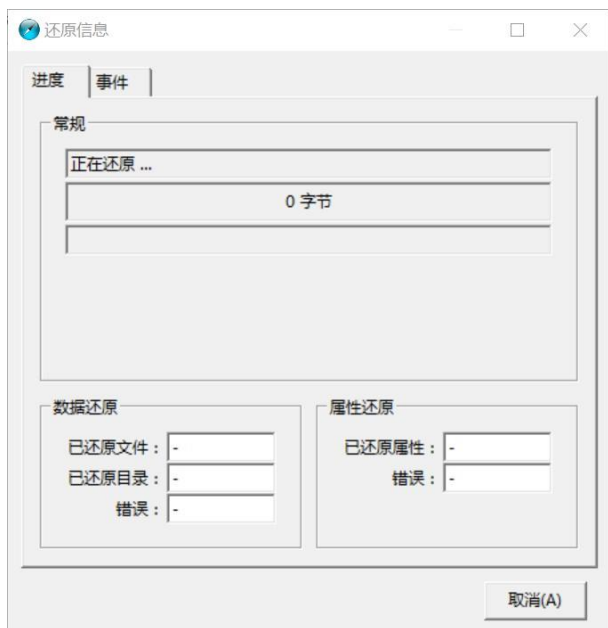 还原信息
进度 事件
常规
正在还原 ...
0 字节
数据还原 属性还原
已还原文件： - 已还原属性： -
已还原目录： - 错误： -
错误： -
取消(A)